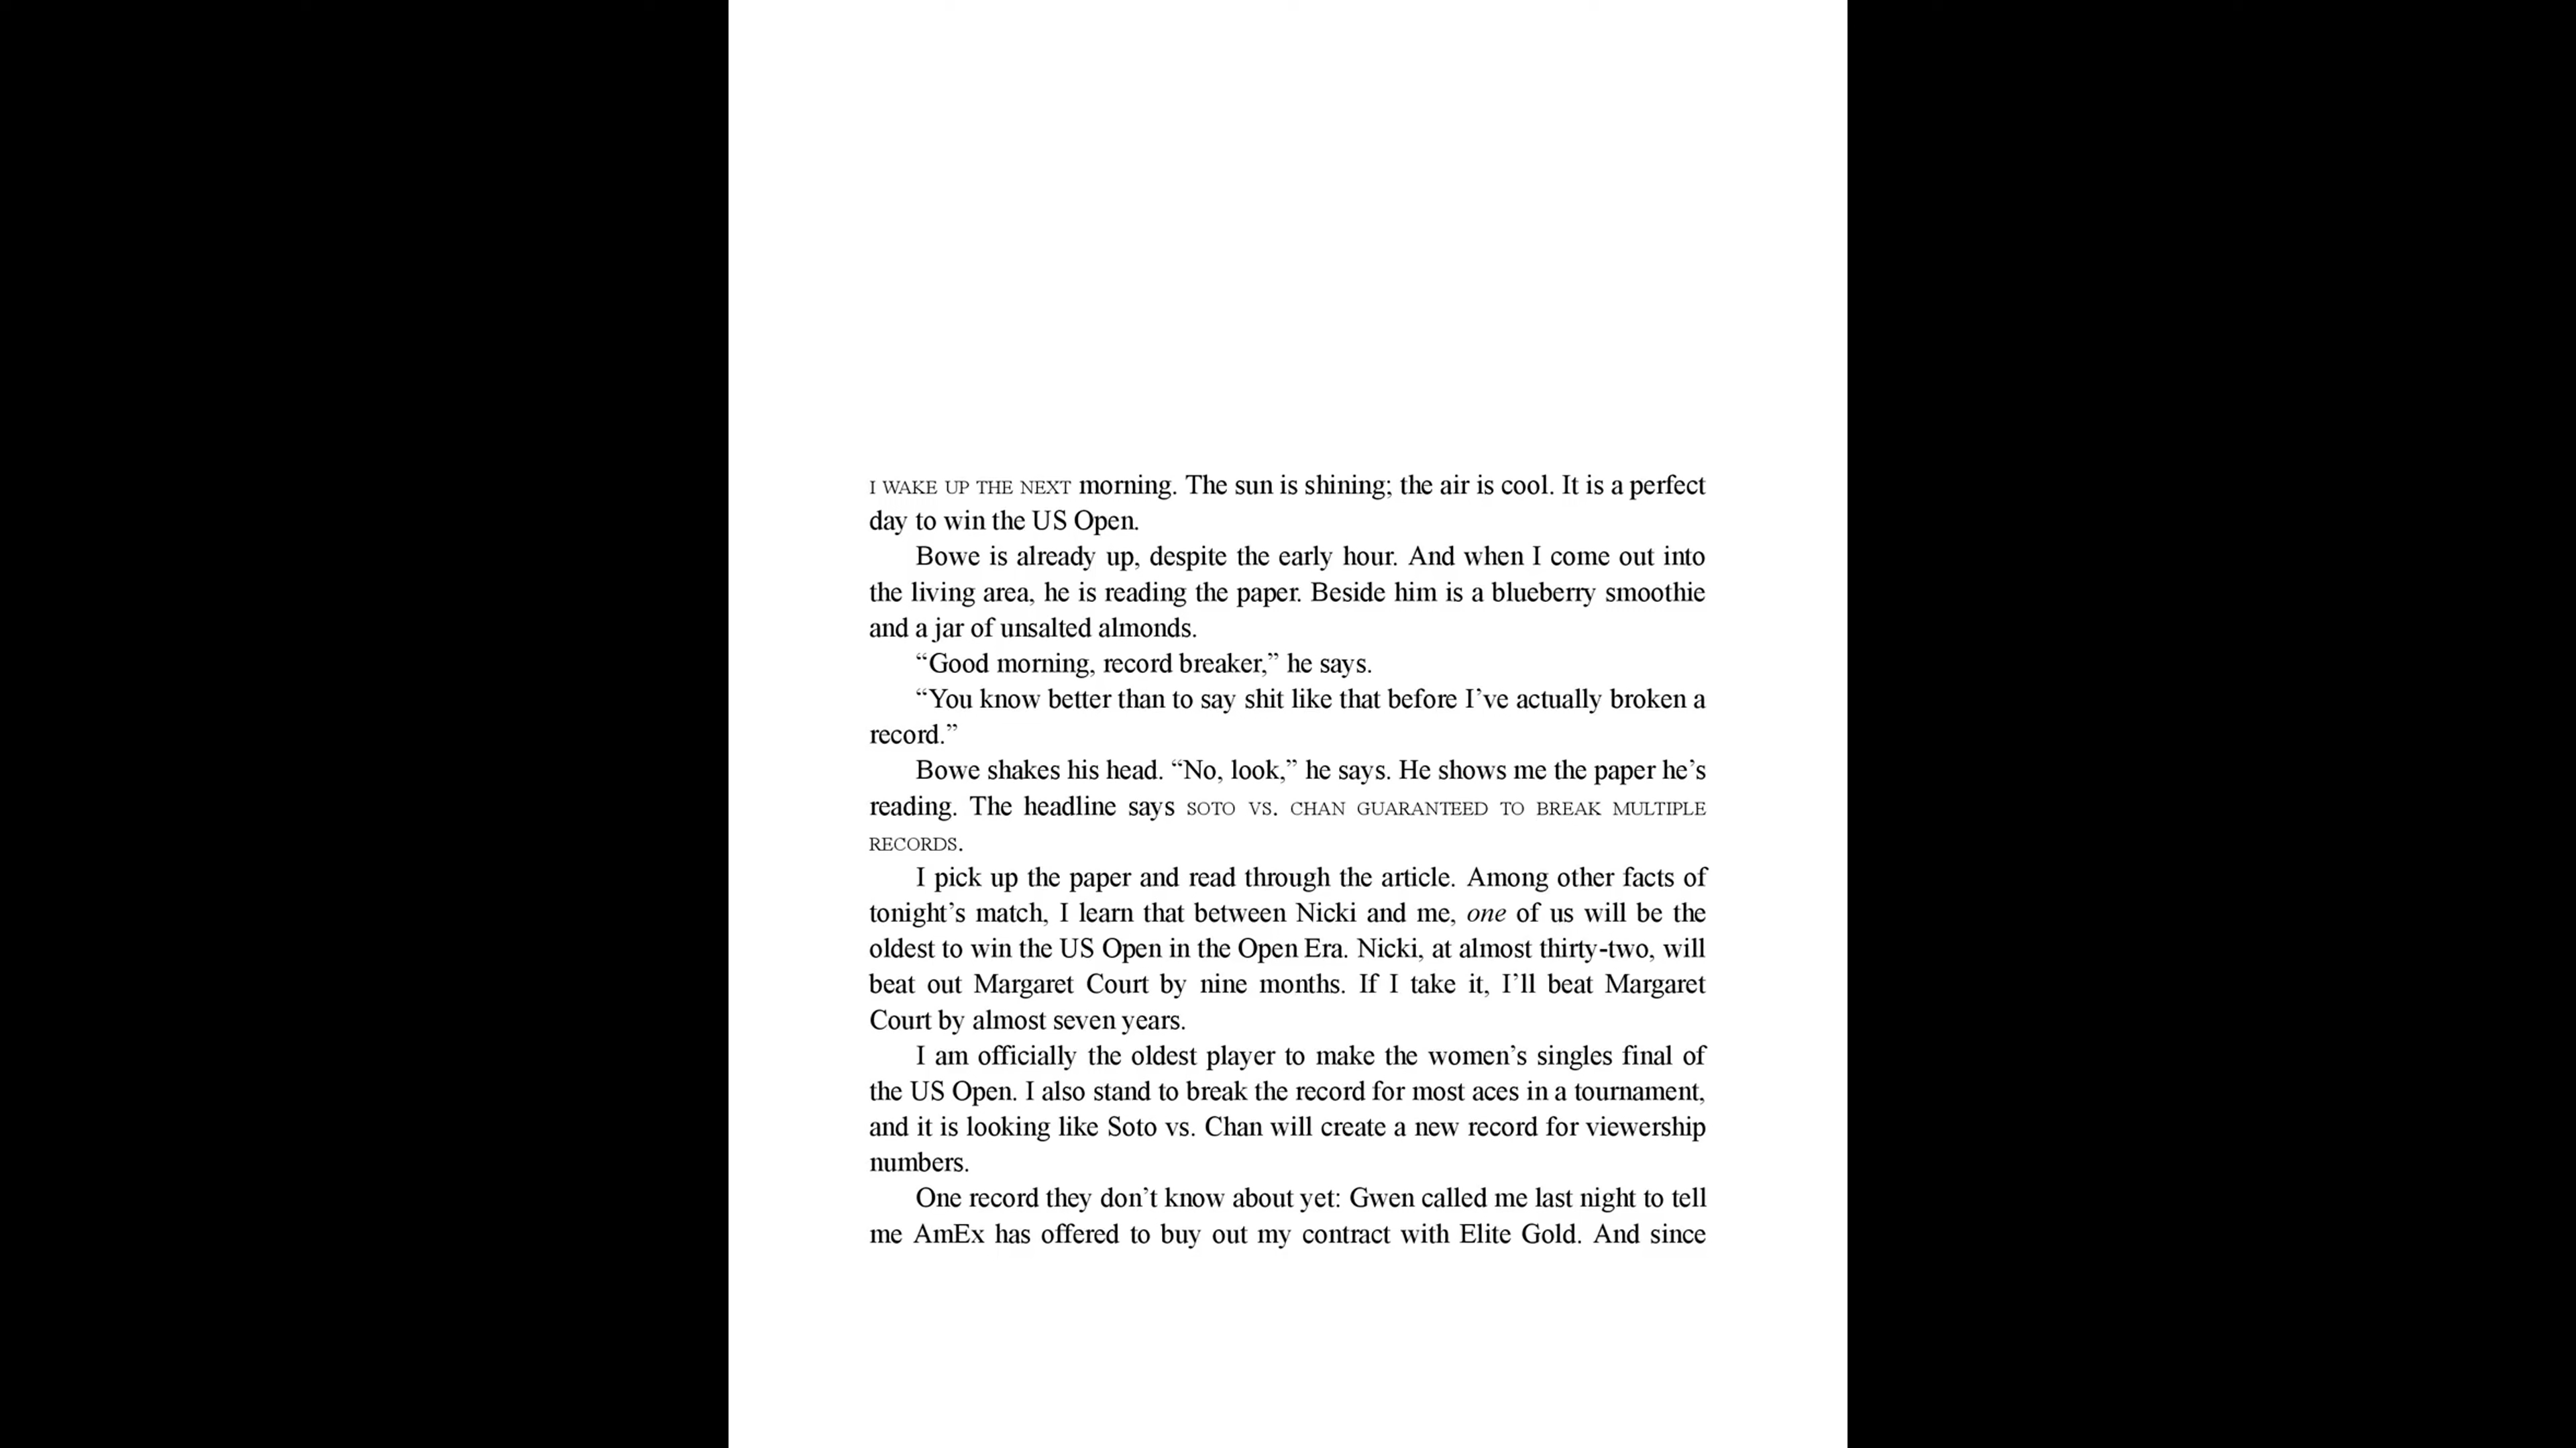 I WAKE UP THE NEXT morning. The sun is shining; the air is cool. It is a perfect
day to win the US Open.
Bowe is already up, despite the early hour. And when I come out into
the living area, he is reading the paper. Beside him is a blueberry smoothie
and a jar of unsalted almonds.
“Good morning, record breaker,” he says.
“You know better than to say shit like that before I’ve actually broken a
record.”
Bowe shakes his head. “No, look,” he says. He shows me the paper he’s
reading. The headline says SOTO VS. CHAN GUARANTEED TO BREAK MULTIPLE
RECORDS.
I pick up the paper and read through the article. Among other facts of
tonight’s match, I learn that between Nicki and me, one of us will be the
oldest to win the US Open in the Open Era. Nicki, at almost thirty-two, will
beat out Margaret Court by nine months. If I take it, I’ll beat Margaret
Court by almost seven years.
I am officially the oldest player to make the women’s singles final of
the US Open. I also stand to break the record for most aces in a tournament,
and it is looking like Soto vs. Chan will create a new record for viewership
numbers.
One record they don’t know about yet: Gwen called me last night to tell
me AmEx has offered to buy out my contract with Elite Gold. And since